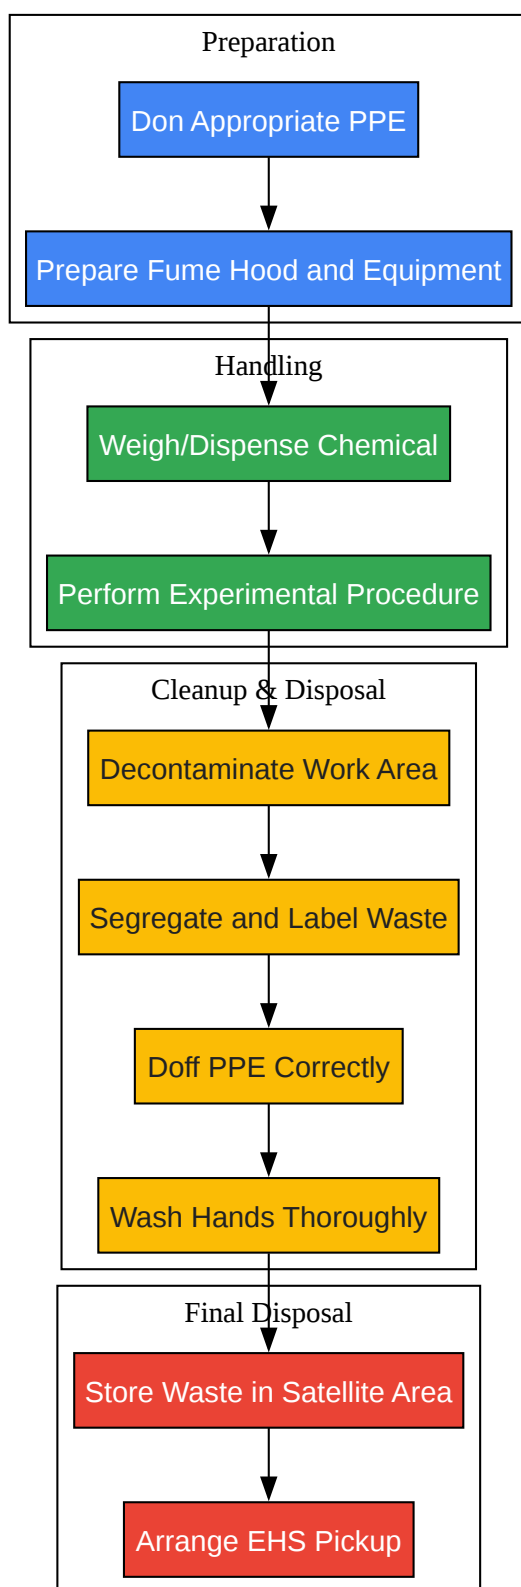 Preparation
Don Appropriate PPE
Prepare Fume Hood and Equipment
Handling
Weigh/Dispense Chemical
Perform Experimental Procedure
Cleanup & Disposal
Decontaminate Work Area
Segregate and Label Waste
Doff PPE Correctly
Wash Hands Thoroughly
Final Disposal
Store Waste in Satellite Area
Arrange EHS Pickup